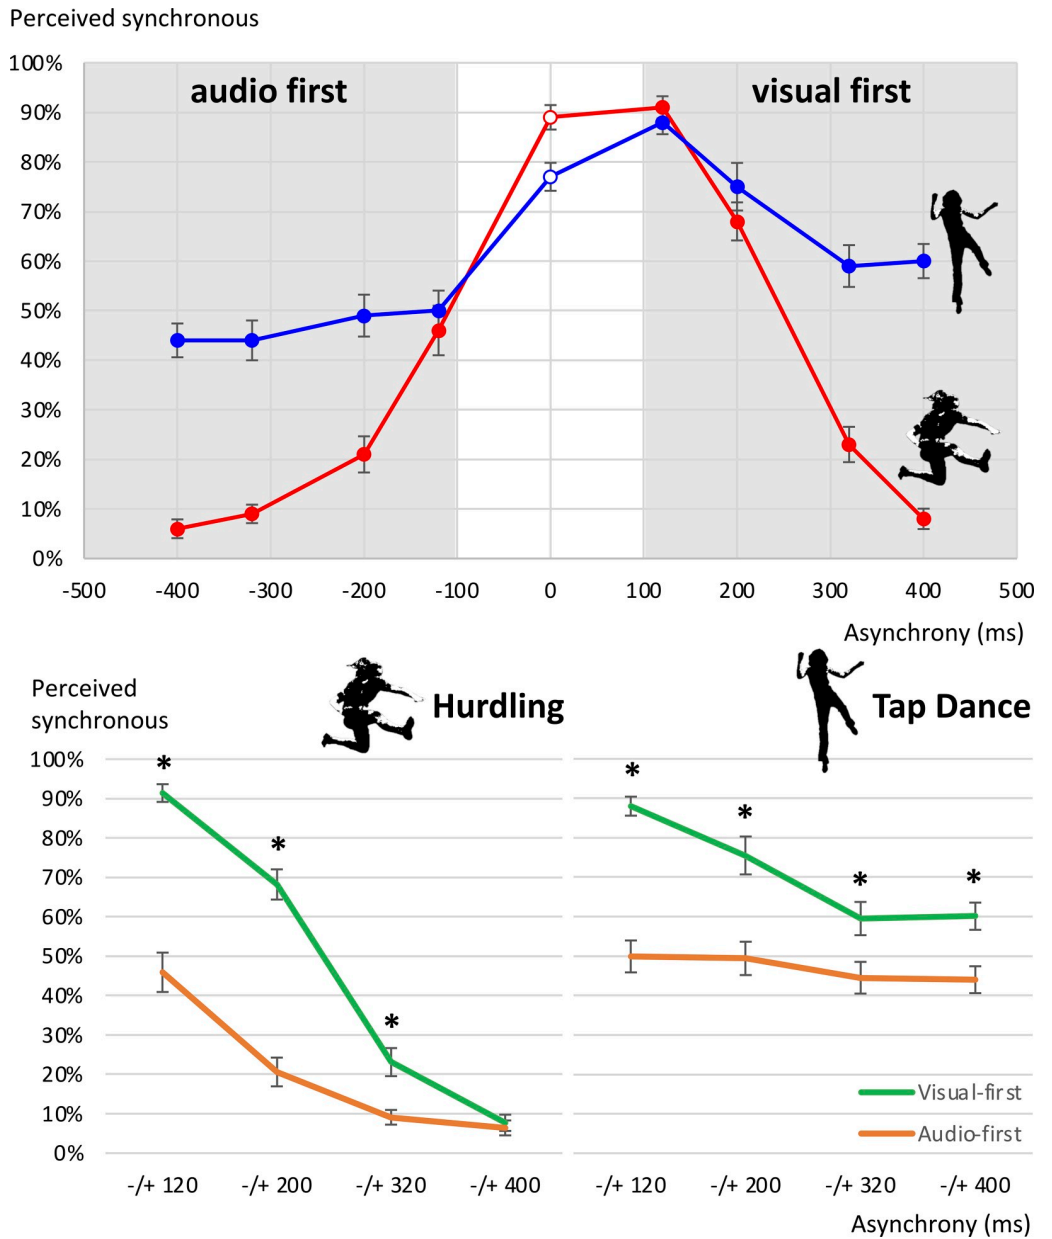 Perceived synchronous
100%
audio first
visual first
90%
80%
70%
60%
50%
40%
30%
20%
10%
0%
-500 -400 -300 -200 -100 0 100 200 300 400 500
Asynchrony (ms)
Perceived
synchronous
Hurdling
Tap Dance
100%
* *
90%
*
80%
*
70%
* *
60%
50%
40%
*
30%
20%
Visual-first
10%
Audio-first
0%
-/+ 120 -/+ 200 -/+ 320 -/+ 400 -/+ 120 -/+ 200 -/+ 320 -/+ 400
Asynchrony (ms)